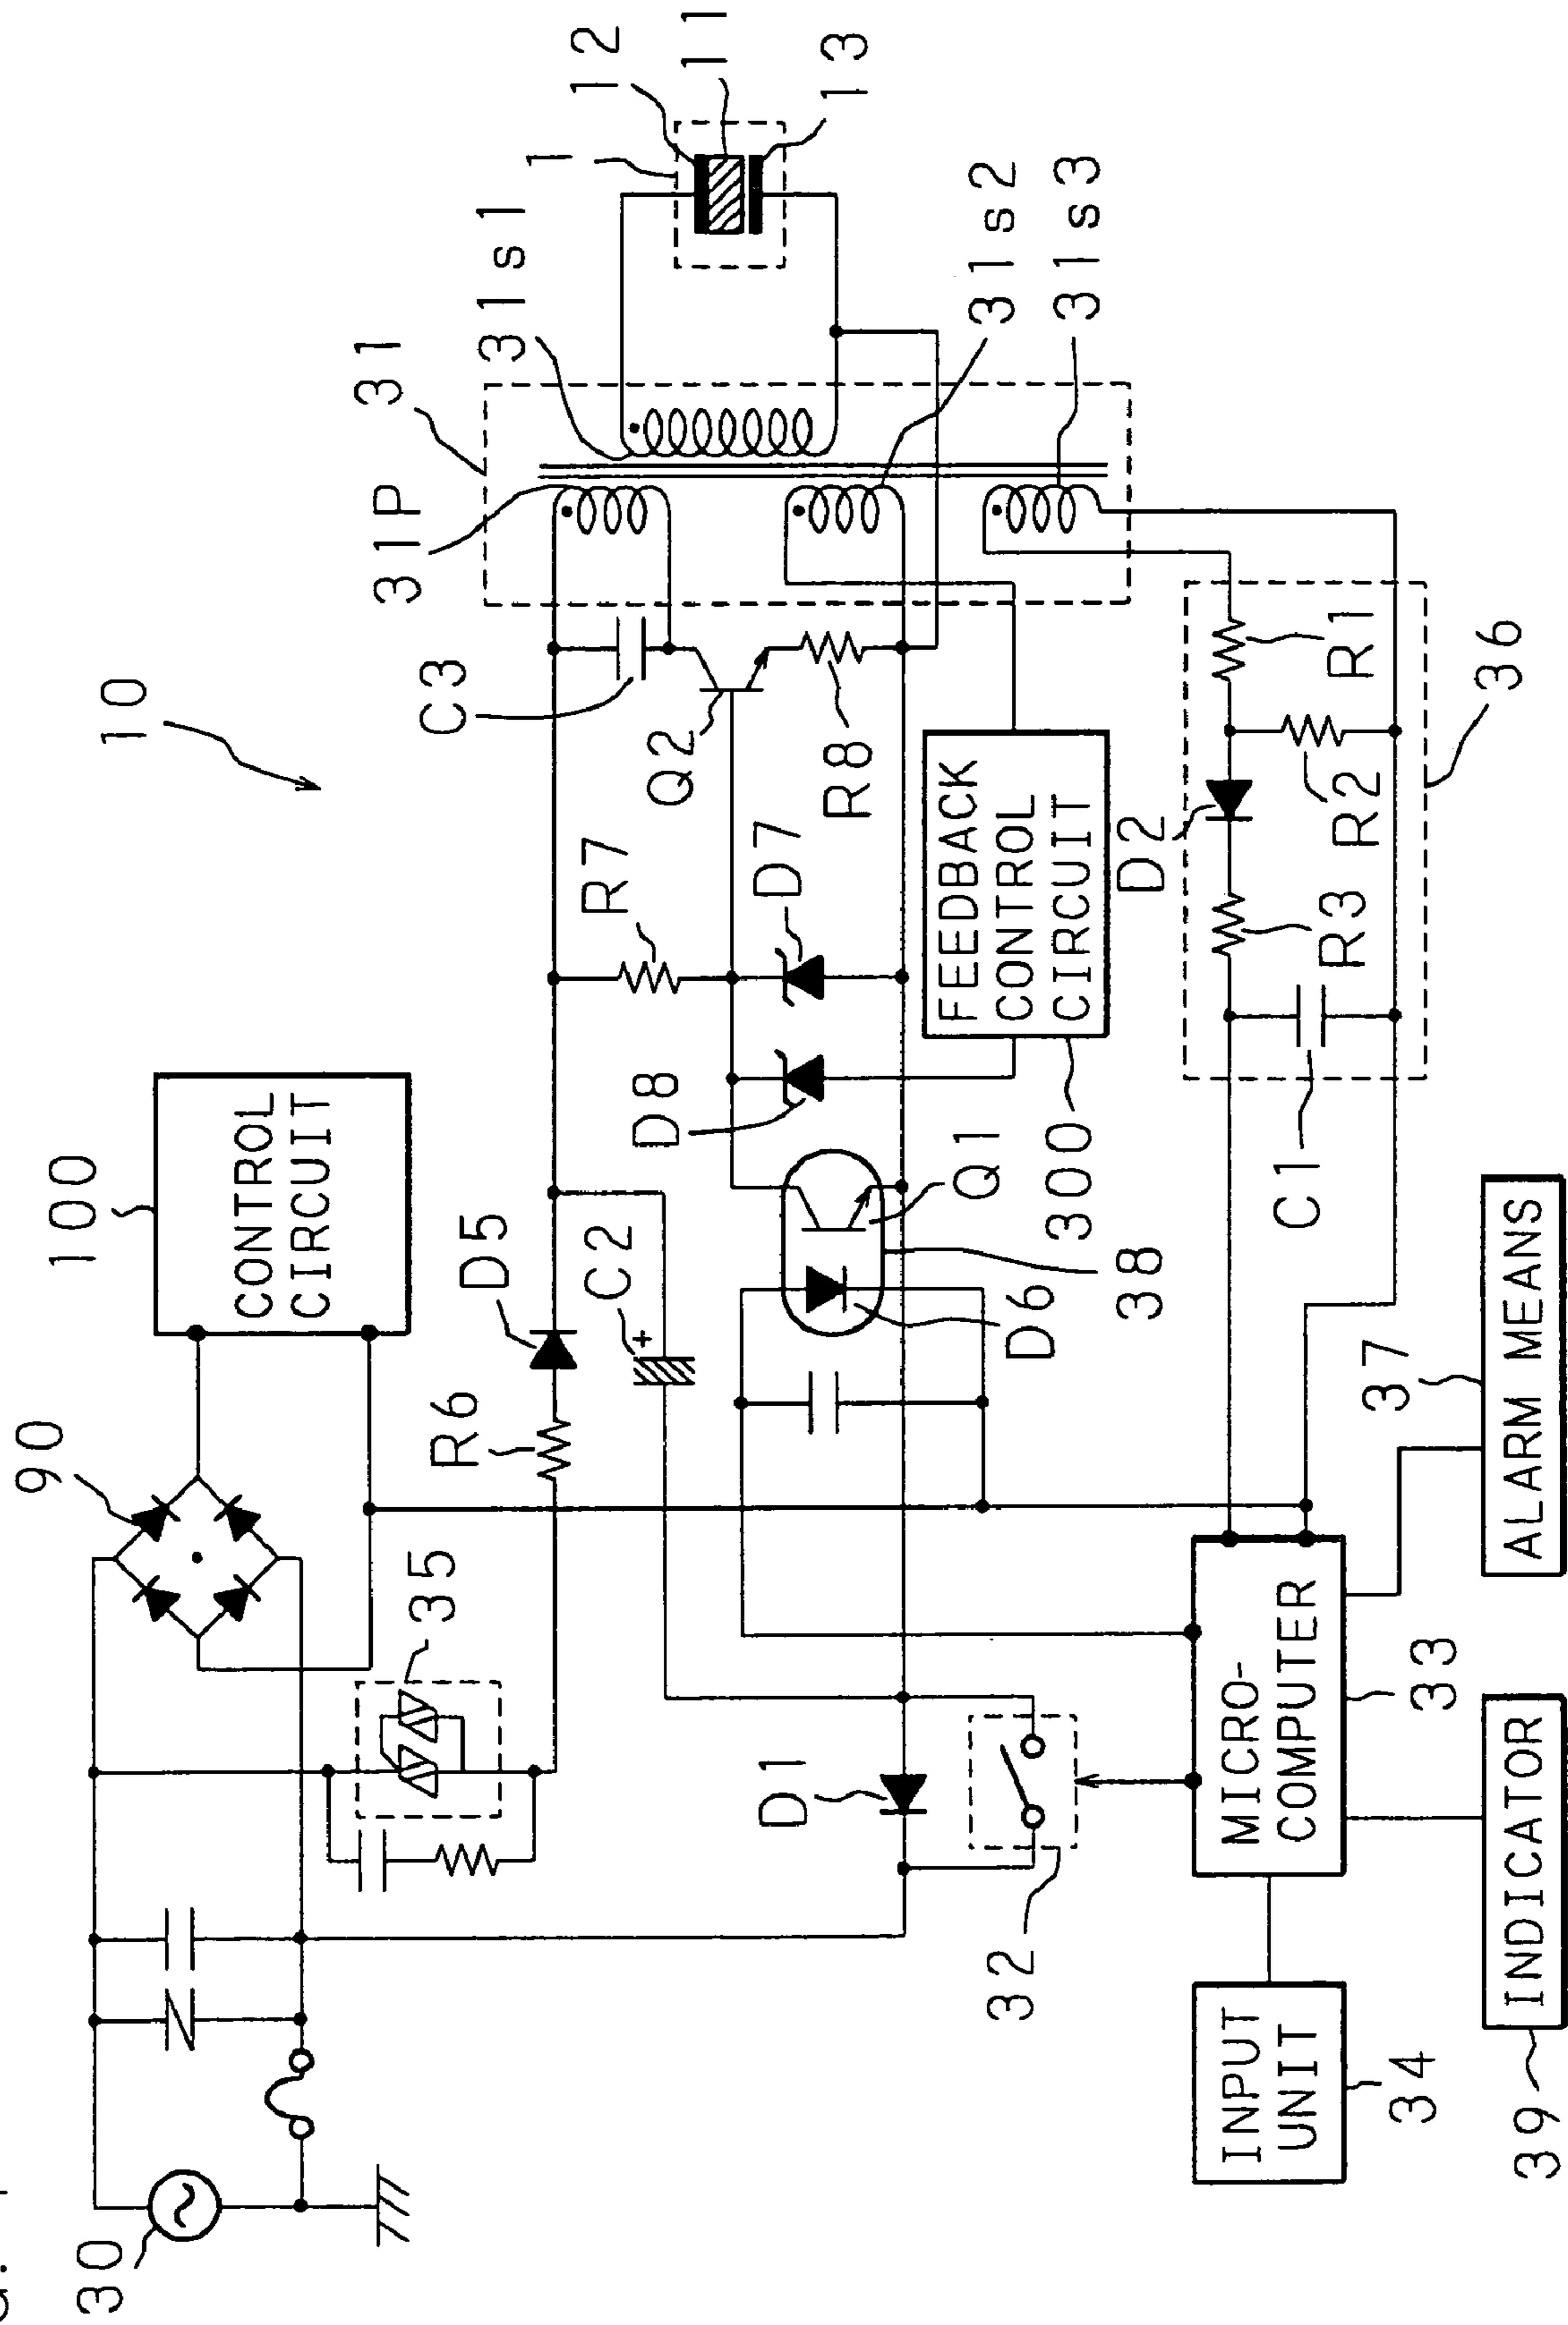 10
30
90
100
CONTROL
CIRCUIT
35
R6
D5
C2
+
R7
C3
31P
31
31s1
1
12
11
13
31s2
31s3
Q2
R8
D7
D8
Q1
38
D6
FEEDBACK
CONTROL
CIRCUIT
300
D1
32
D2
R1
R2
R3
C1
36
MICRO-
COMPUTER
33
INPUT
UNIT
34
ALARM MEANS
37
INDICATOR
39